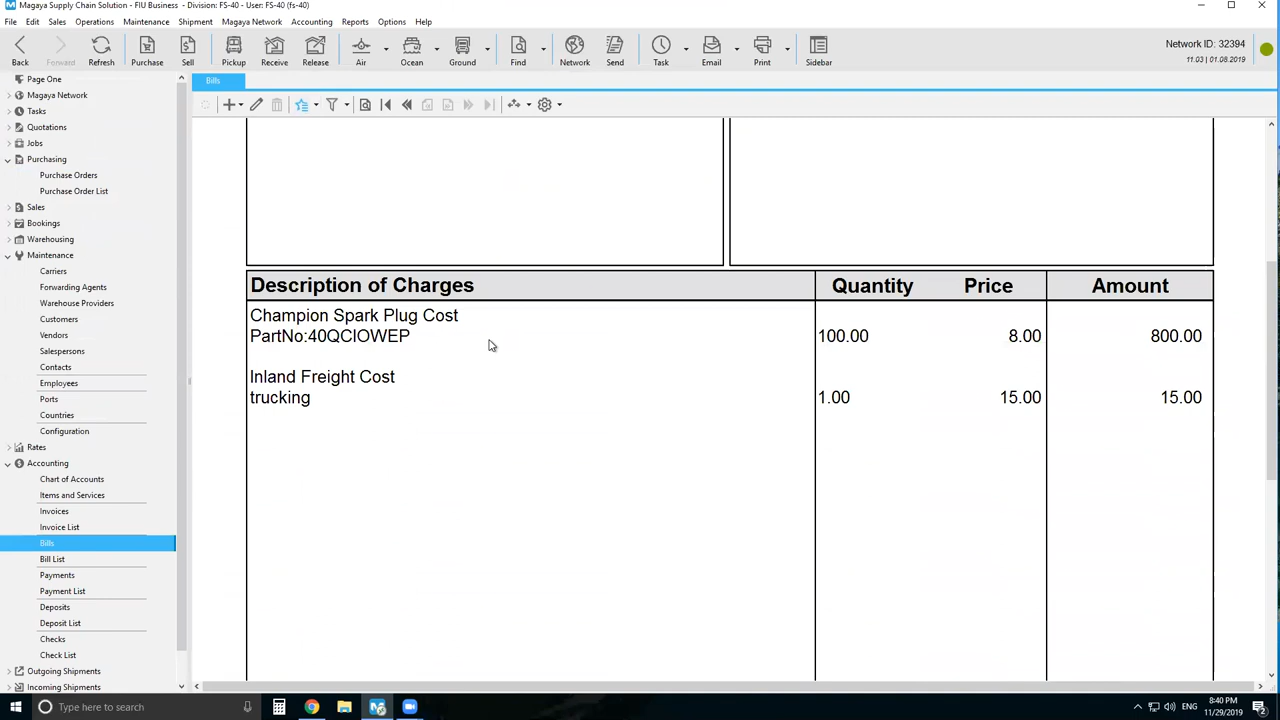 Magaya Supply Chain Solution - FIU Business - Division: FS-40 - User: FS-40 (fs-40)
File Edit Sales Operations Maintenance Shipment Magaya Network Accounting Reports Options Help
Back Forward Refresh Purchase Sell Pickup Receive Release Air Ocean Ground Find Network Send Task Email Print Sidebar
Network ID: 32394
11.03 | 01.08.2019
Page One
Magaya Network
Tasks
Quotations
Jobs
Purchasing
Purchase Orders
Purchase Order List
Sales
Bookings
Warehousing
Maintenance
Carriers
Forwarding Agents
Warehouse Providers
Customers
Vendors
Salespersons
Contacts
Employees
Ports
Countries
Configuration
Rates
Accounting
Chart of Accounts
Items and Services
Invoices
Invoice List
Bills
Bill List
Payments
Payment List
Deposits
Deposit List
Checks
Check List
Outgoing Shipments
Incoming Shipments
Bills
Description of Charges Quantity Price Amount
Champion Spark Plug Cost
PartNo:40QCIOWEP 100.00 8.00 800.00
Inland Freight Cost
trucking 1.00 15.00 15.00
Type here to search
ENG
8:40 PM
11/29/2019
2